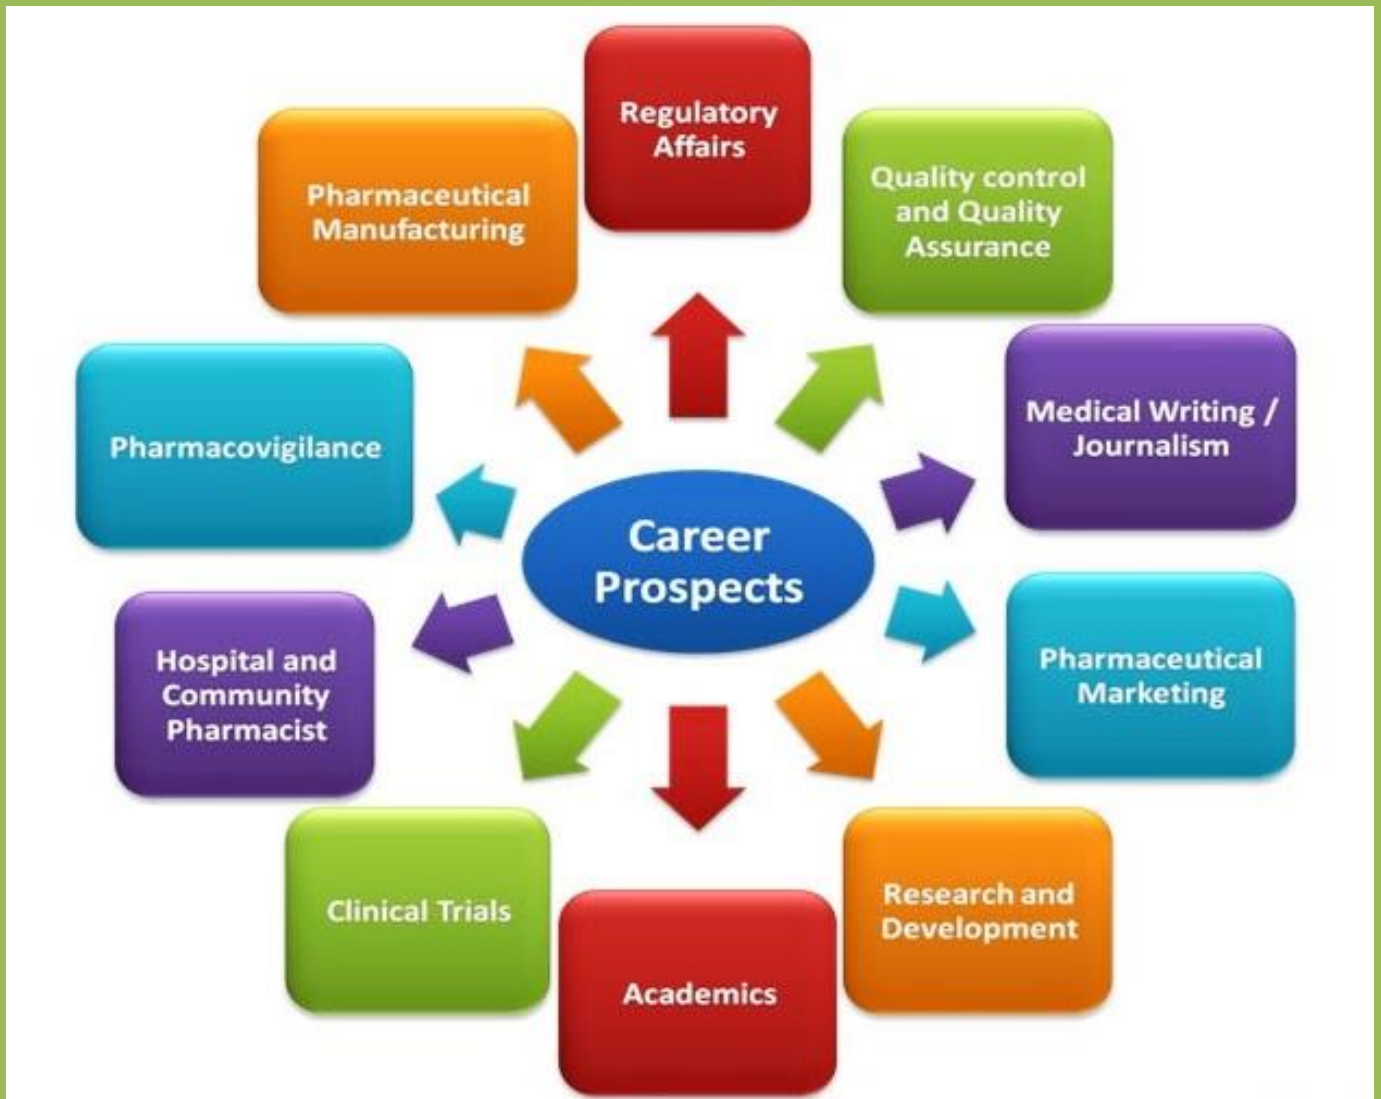 Regulatory
Affairs
Quality control
and Quality
Assurance
Medical Writing /
Journalism
Pharmaceutical
Marketing
Research and
Development
Academics
Clinical Trials
Hospital and
Community
Pharmacist
Pharmacovigilance
Pharmaceutical
Manufacturing
Career
Prospects